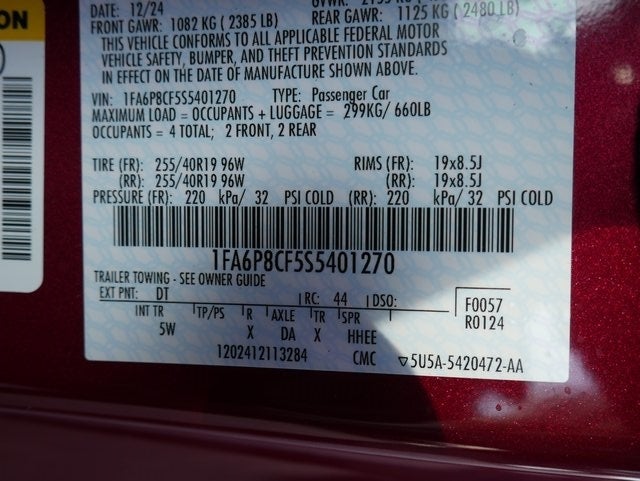 ON
DATE: 12/24
GVWR:
FRONT GAWR: 1082 KG ( 2385 LB)
REAR GAWR: 1125 KG ( 2480LB)
THIS VEHICLE CONFORMS TO ALL APPLICABLE FEDERAL MOTOR
VEHICLE SAFETY, BUMPER, AND THEFT PREVENTION STANDARDS
IN EFFECT ON THE DATE OF MANUFACTURE SHOWN ABOVE.
VIN: 1FA6P8CF5S5401270 TYPE: Passenger Car
MAXIMUM LOAD = OCCUPANTS + LUGGAGE = 299KG/ 660LB
OCCUPANTS = 4 TOTAL; 2 FRONT, 2 REAR
TIRE (FR): 255/40R19 96W RIMS (FR): 19x8.5J
(RR): 255/40R19 96W (RR): 19x8.5J
PRESSURE (FR): 220 kPa/ 32 PSI COLD (RR): 220 kPa/ 32 PSI COLD
1FA6P8CF5S5401270
TRAILER TOWING - SEE OWNER GUIDE
EXT PNT: DT RC: 44 DSO: F0057
INT TR TP/PS R AXLE TR SPR R0124
5W X DA X HHEE
1202412113284 CMC ▽5U5A-5420472-AA